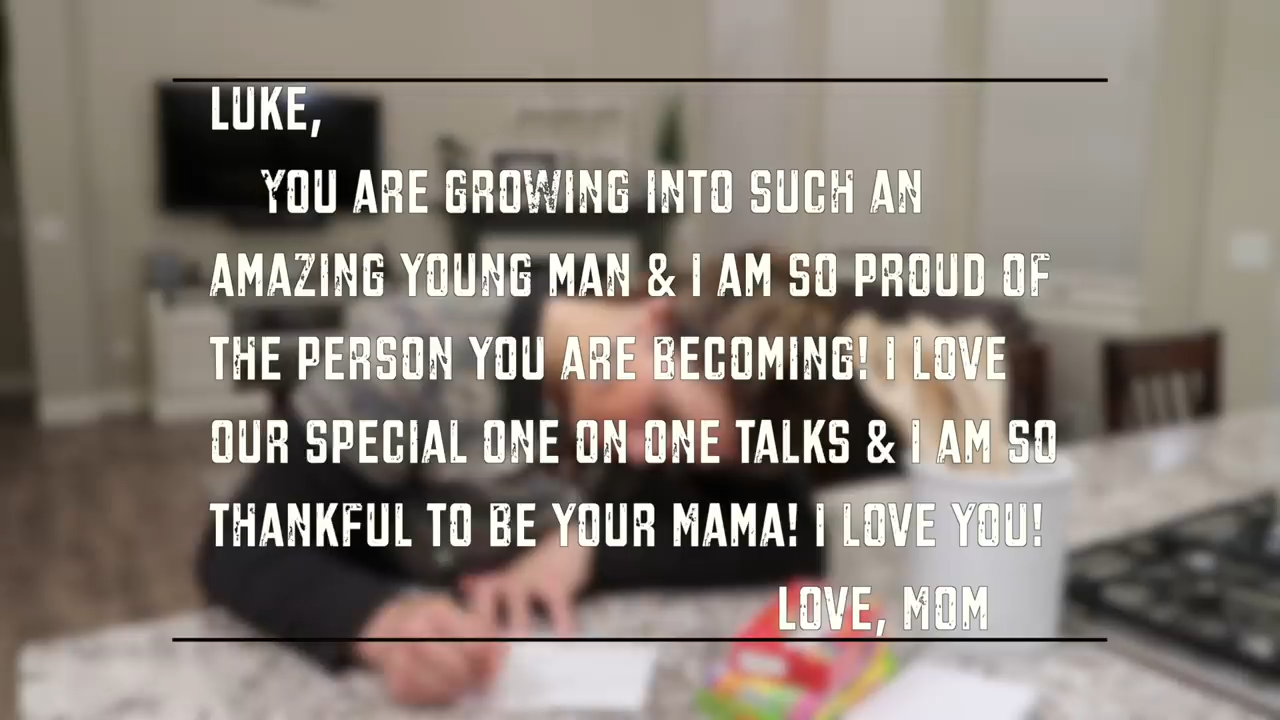 LUKE,
YOU ARE GROWING INTO SUCH AN
AMAZING YOUNG MAN & I AM SO PROUD OF
THE PERSON YOU ARE BECOMING! I LOVE
OUR SPECIAL ONE ON ONE TALKS & I AM SO
THANKFUL TO BE YOUR MAMA! I LOVE YOU!
LOVE, MOM